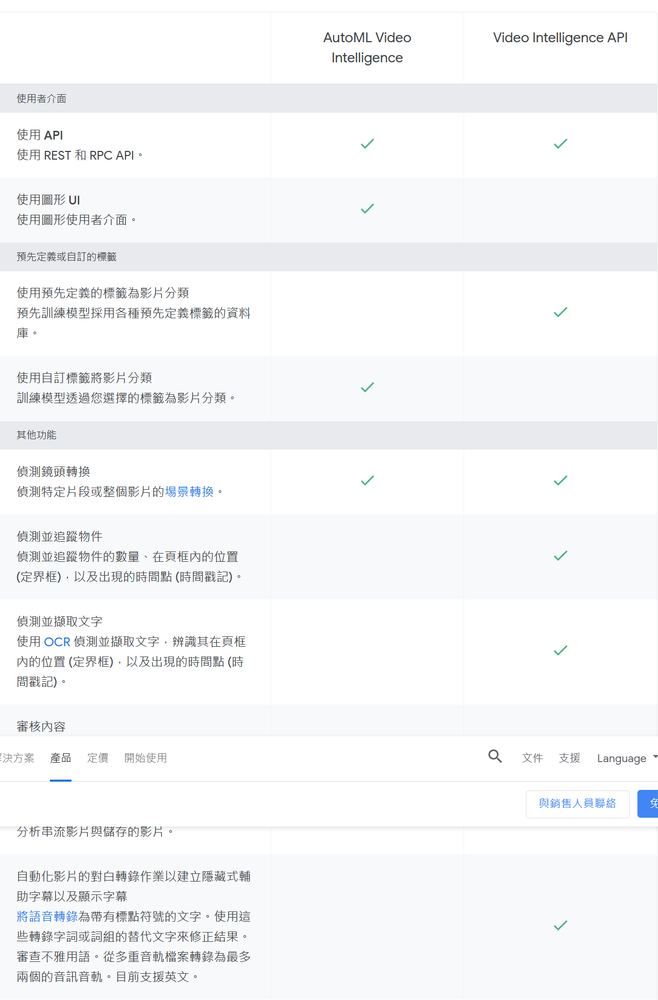 AutoML Video
Intelligence
Video Intelligence API
使用者介面
使用 API
使用 REST 和 RPC API。
使用圖形 UI
使用圖形使用者介面。
預先定義或自訂的標籤
使用預先定義的標籤為影片分類
預先訓練模型採用各種預先定義標籤的資料
庫。
使用自訂標籤將影片分類
訓練模型透過您選擇的標籤為影片分類。
其他功能
偵測鏡頭轉換
偵測特定片段或整個影片的場景轉換。
偵測並追蹤物件
偵測並追蹤物件的數量、在頁框內的位置
(定界框)，以及出現的時間點 (時間戳記)。
偵測並擷取文字
使用 OCR 偵測並擷取文字，辨識其在頁框
內的位置 (定界框)，以及出現的時間點 (時
間戳記)。
審核內容
決方案 產品 定價 開始使用 文件 支援 Language
與銷售人員聯絡
分析串流影片與儲存的影片。
自動化影片的對白轉錄作業以建立隱藏式輔
助字幕以及顯示字幕
將語音轉錄為帶有標點符號的文字。使用這
些轉錄字詞或詞組的替代文字來修正結果。
審查不雅用語。從多重音軌檔案轉錄為最多
兩個的音訊音軌。目前支援英文。